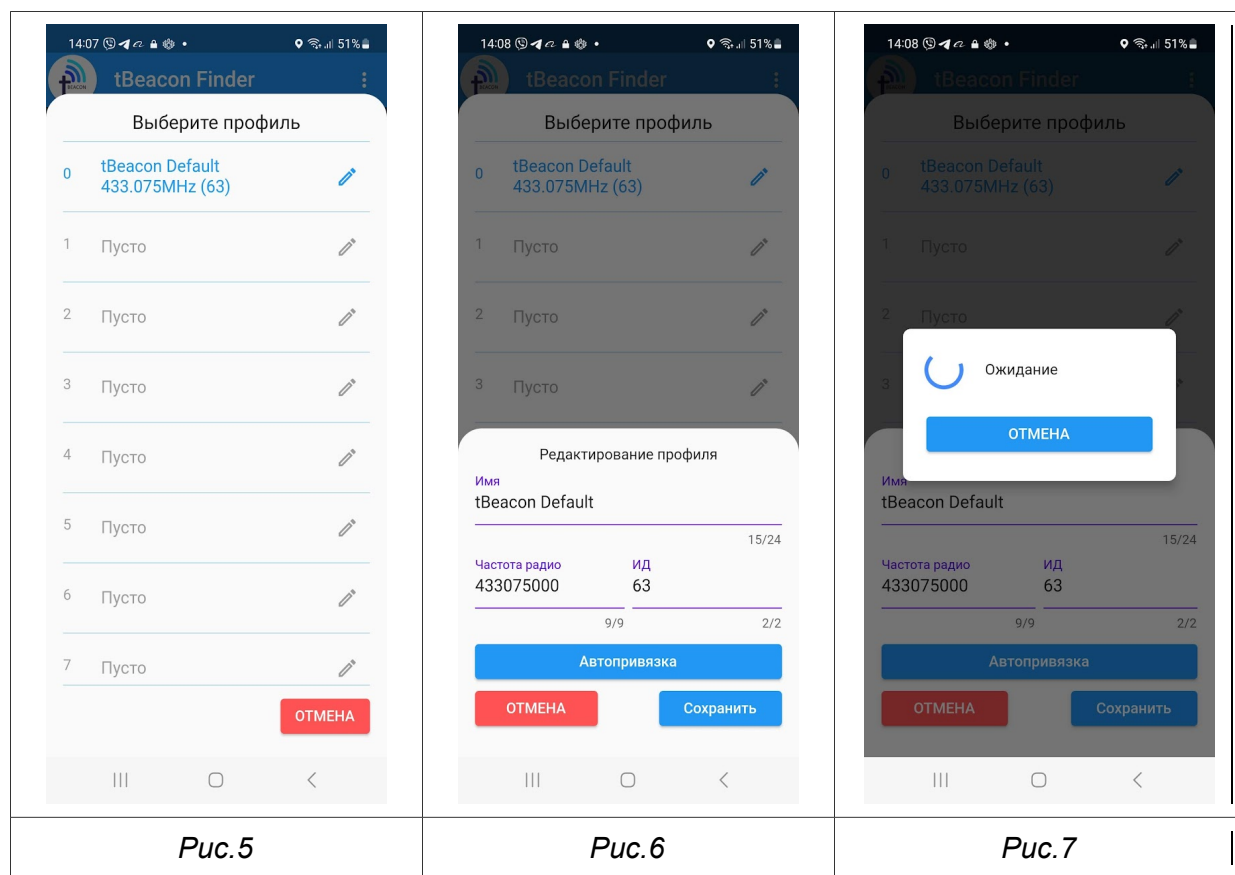 14:07 51%
tBeacon Finder
Выберите профиль
0 tBeacon Default
433.075MHz (63)
1 Пусто
2 Пусто
3 Пусто
4 Пусто
5 Пусто
6 Пусто
7 Пусто
ОТМЕНА
Рис.5
14:08 51%
tBeacon Finder
Выберите профиль
0 tBeacon Default
433.075MHz (63)
1 Пусто
2 Пусто
3 Пусто
Редактирование профиля
Имя
tBeacon Default
15/24
Частота радио ИД
433075000 63
9/9 2/2
Автопривязка
ОТМЕНА Сохранить
Рис.6
14:08 51%
tBeacon Finder
Выберите профиль
0 tBeacon Default
433.075MHz (63)
1 Пусто
2 Пусто
3
Ожидание
ОТМЕНА
Имя
tBeacon Default
15/24
Частота радио ИД
433075000 63
9/9 2/2
Автопривязка
ОТМЕНА Сохранить
Рис.7